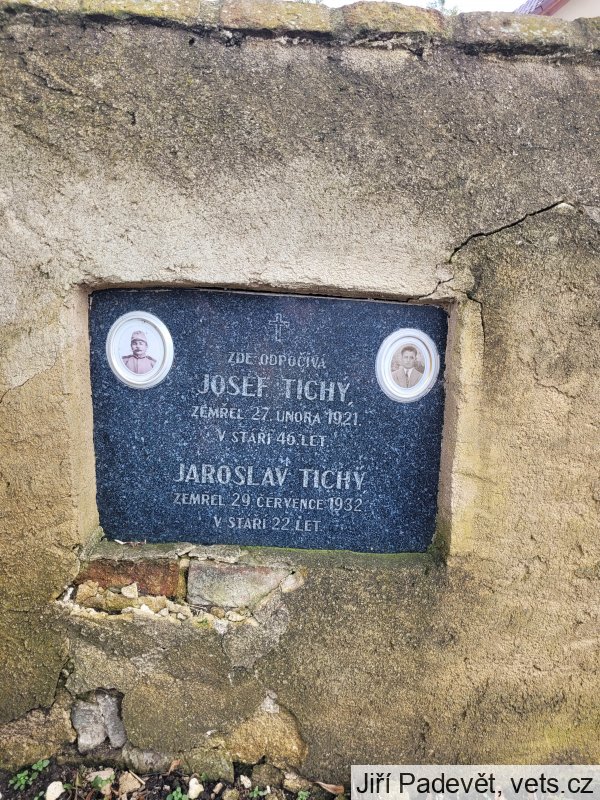 ZDE ODPOČÍVÁ
JOSEF TICHÝ,
ZEMŘEL 27. ÚNORA 1921.
V STÁŘÍ 46 LET.
JAROSLAV TICHÝ
ZEMŘEL 29. ČERVENCE 1932
V STÁŘÍ 22 LET.
Jiří Padevět, vets.cz